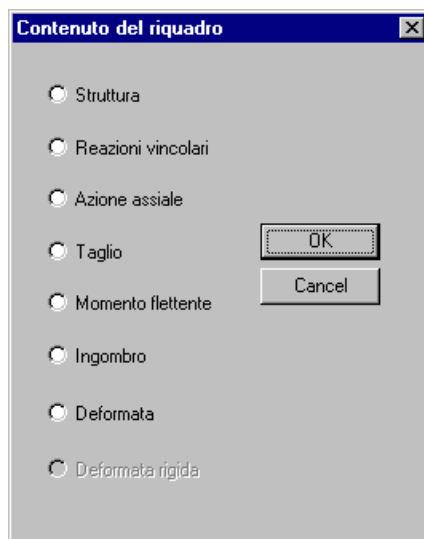 Contenuto del riquadro
Struttura
Reazioni vincolari
Azione assiale
Taglio
OK
Cancel
Momento flettente
Ingombro
Deformata
Deformata rigida